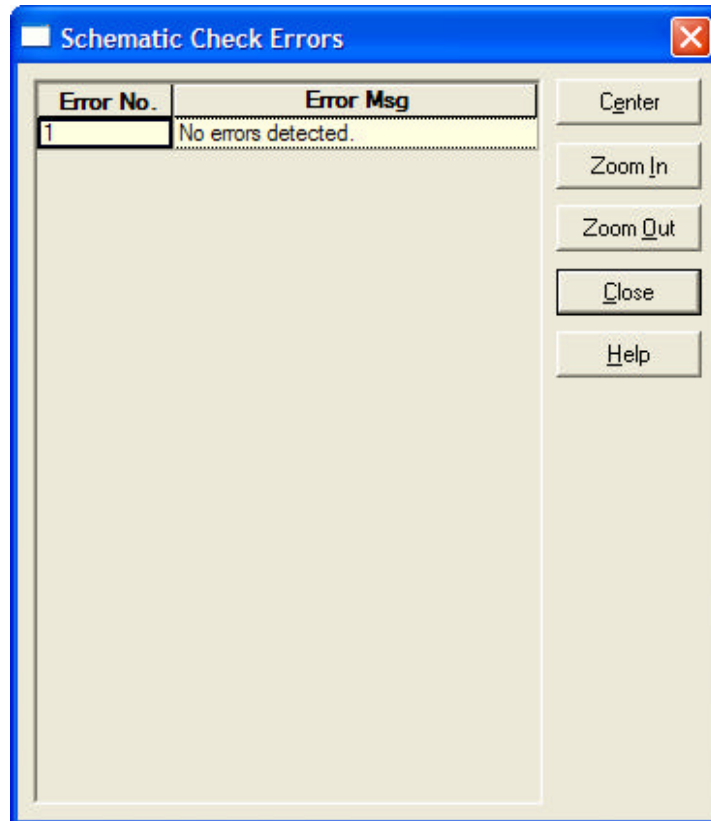 Schematic Check Errors
Error No. Error Msg
1 No errors detected.
Center
Zoom In
Zoom Out
Close
Help